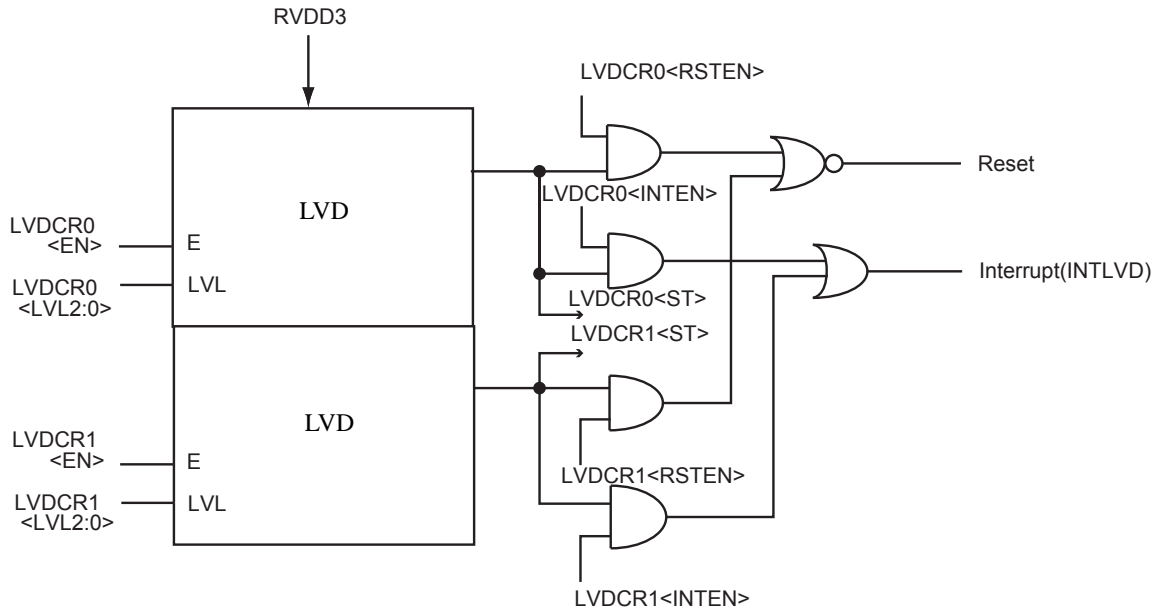 RVDD3
LVDCR0<RSTEN>
Reset
LVDCR0<INTEN>
LVD
LVDCR0
<EN>
E
LVDCR0
<LVL2:0>
LVL
Interrupt(INTLVD)
LVDCR0<ST>
LVDCR1<ST>
LVD
LVDCR1
<EN>
E
LVDCR1
<LVL2:0>
LVL
LVDCR1<RSTEN>
LVDCR1<INTEN>